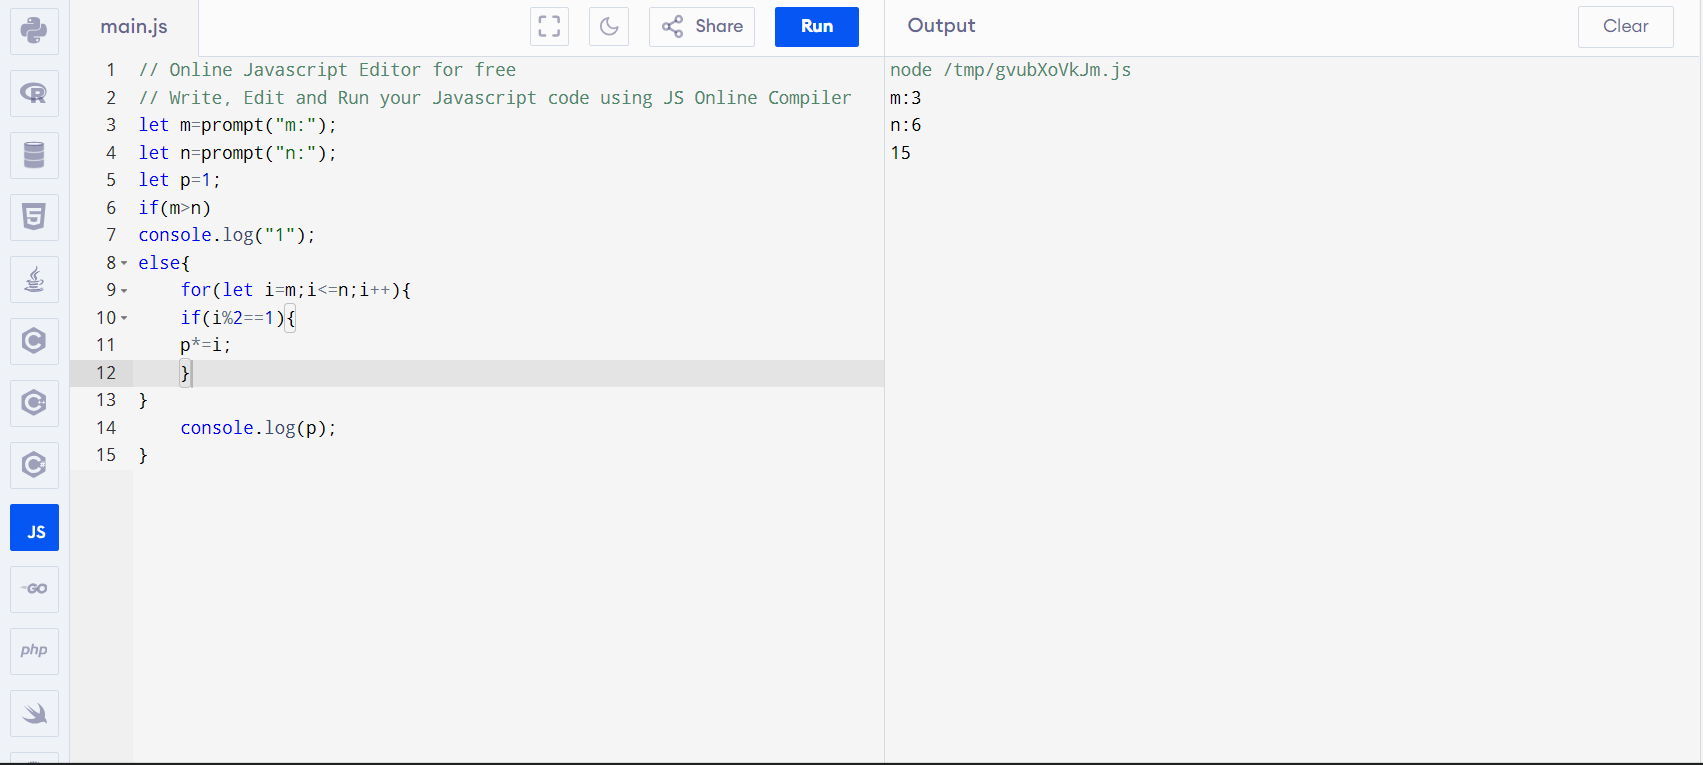 main.js
Share
Run
Output
Clear
1 // Online Javascript Editor for free
2 // Write, Edit and Run your Javascript code using JS Online Compiler
3 let m=prompt("m:");
4 let n=prompt("n:");
5 let p=1;
6 if(m>n)
7 console.log("1");
8 else{
9     for(let i=m;i<=n;i++){
10     if(i%2==1){
11     p*=i;
12     }
13 }
14     console.log(p);
15 }
node /tmp/gvubXoVkJm.js
m:3
n:6
15
R
5
C
C+
C
JS
GO
php